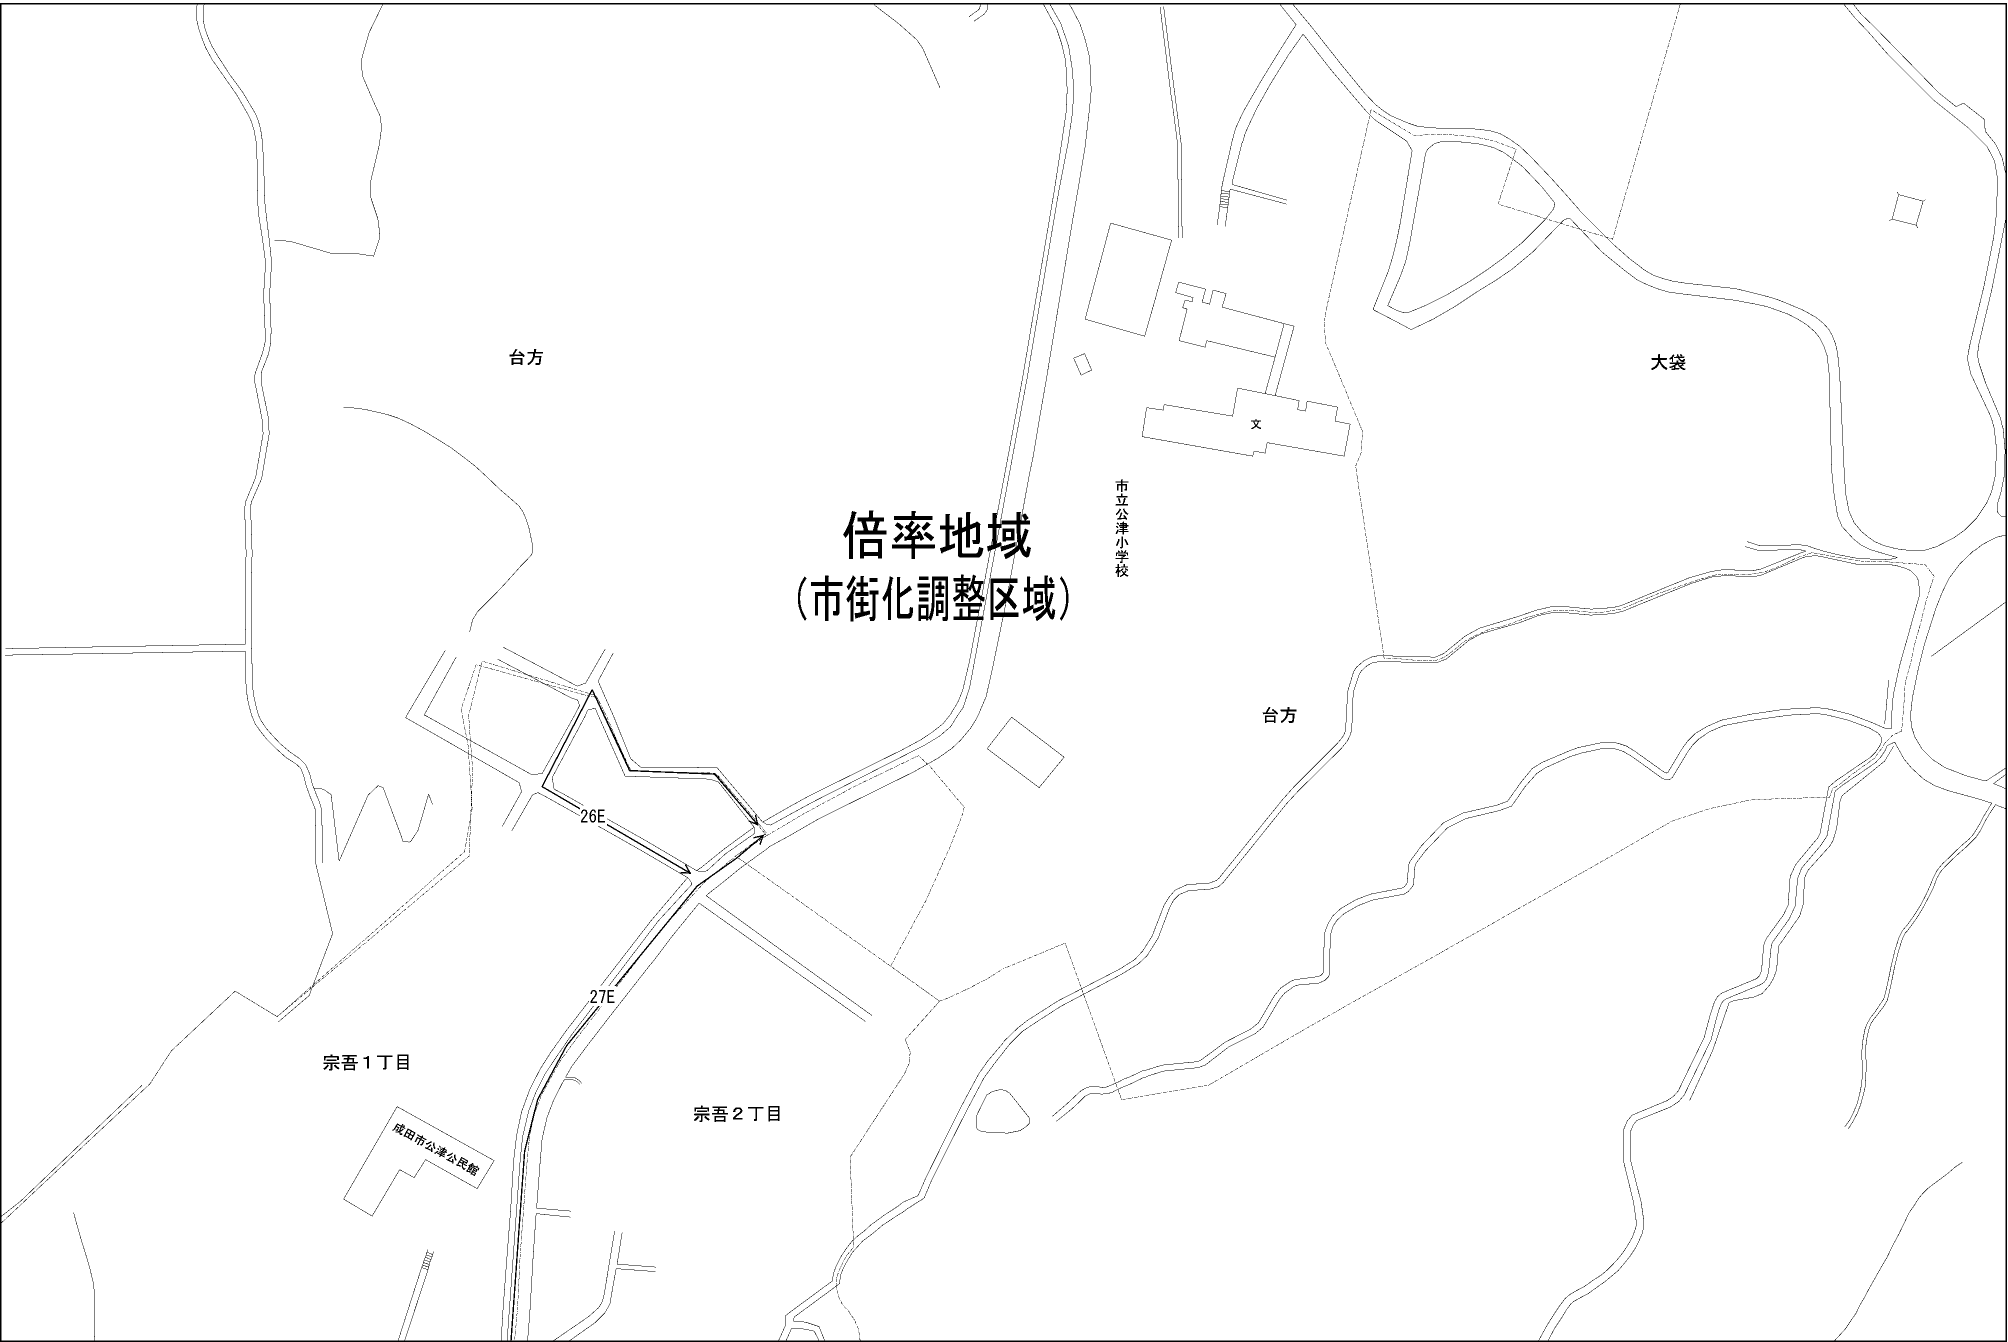 台方
大袋
文
市立公津小学校
倍率地域
(市街化調整区域)
台方
26E
27E
宗吾１丁目
宗吾２丁目
成田市公津公民館